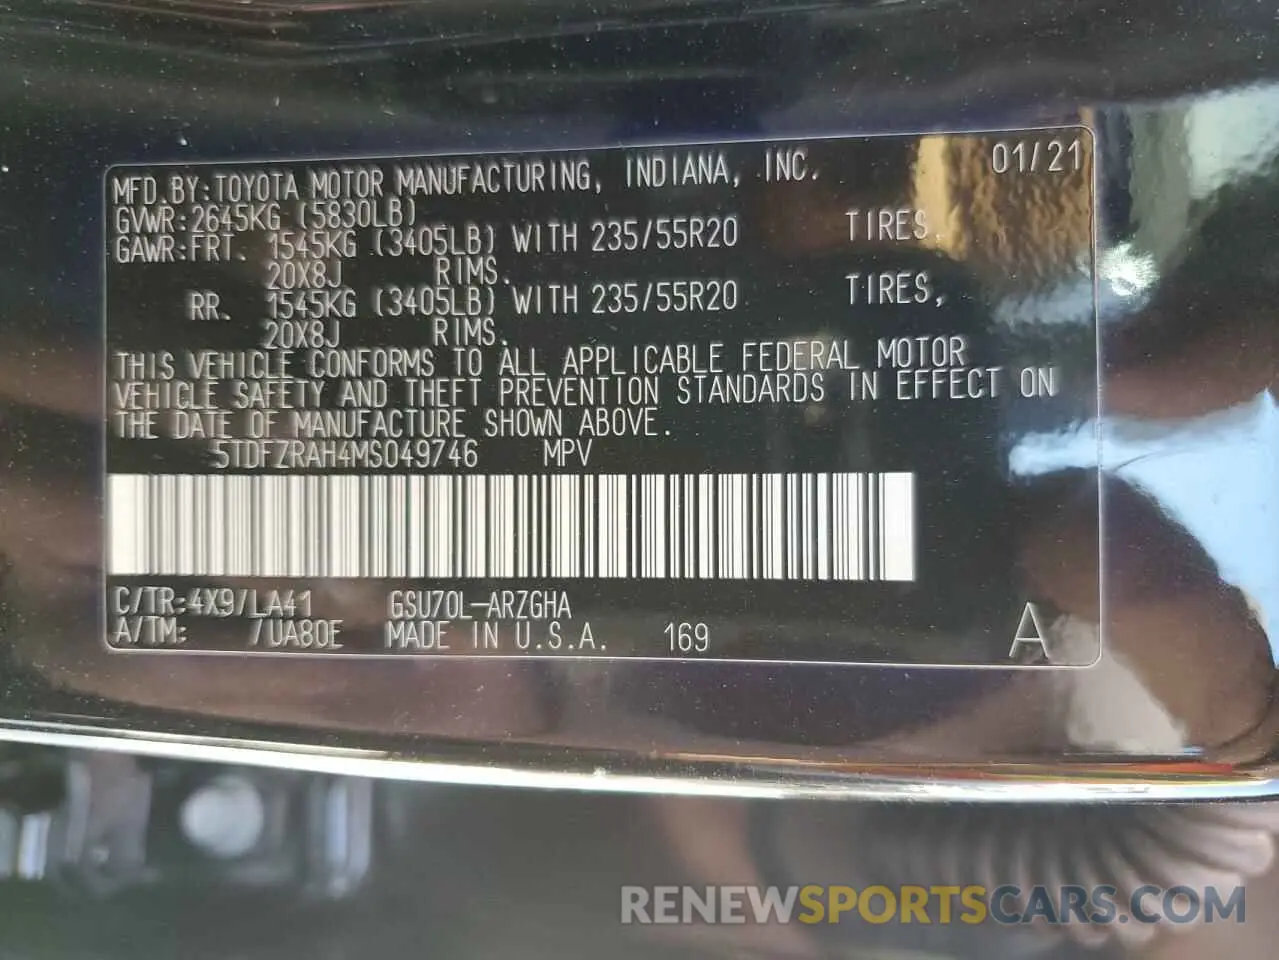 MFD.BY:TOYOTA MOTOR MANUFACTURING, INDIANA, INC. 01/21
GVWR:2645KG (5830LB)
GAWR:FRT. 1545KG (3405LB) WITH 235/55R20 TIRES,
20X8J RIMS.
RR. 1545KG (3405LB) WITH 235/55R20 TIRES,
20X8J RIMS.
THIS VEHICLE CONFORMS TO ALL APPLICABLE FEDERAL MOTOR
VEHICLE SAFETY AND THEFT PREVENTION STANDARDS IN EFFECT ON
THE DATE OF MANUFACTURE SHOWN ABOVE.
5TDFZRAH4MS049746 MPV
C/TR:4X9/LA41 GSU70L-ARZGHA
A/TM: /UA80E MADE IN U.S.A. 169 A
RENEWSPORTSCARS.COM